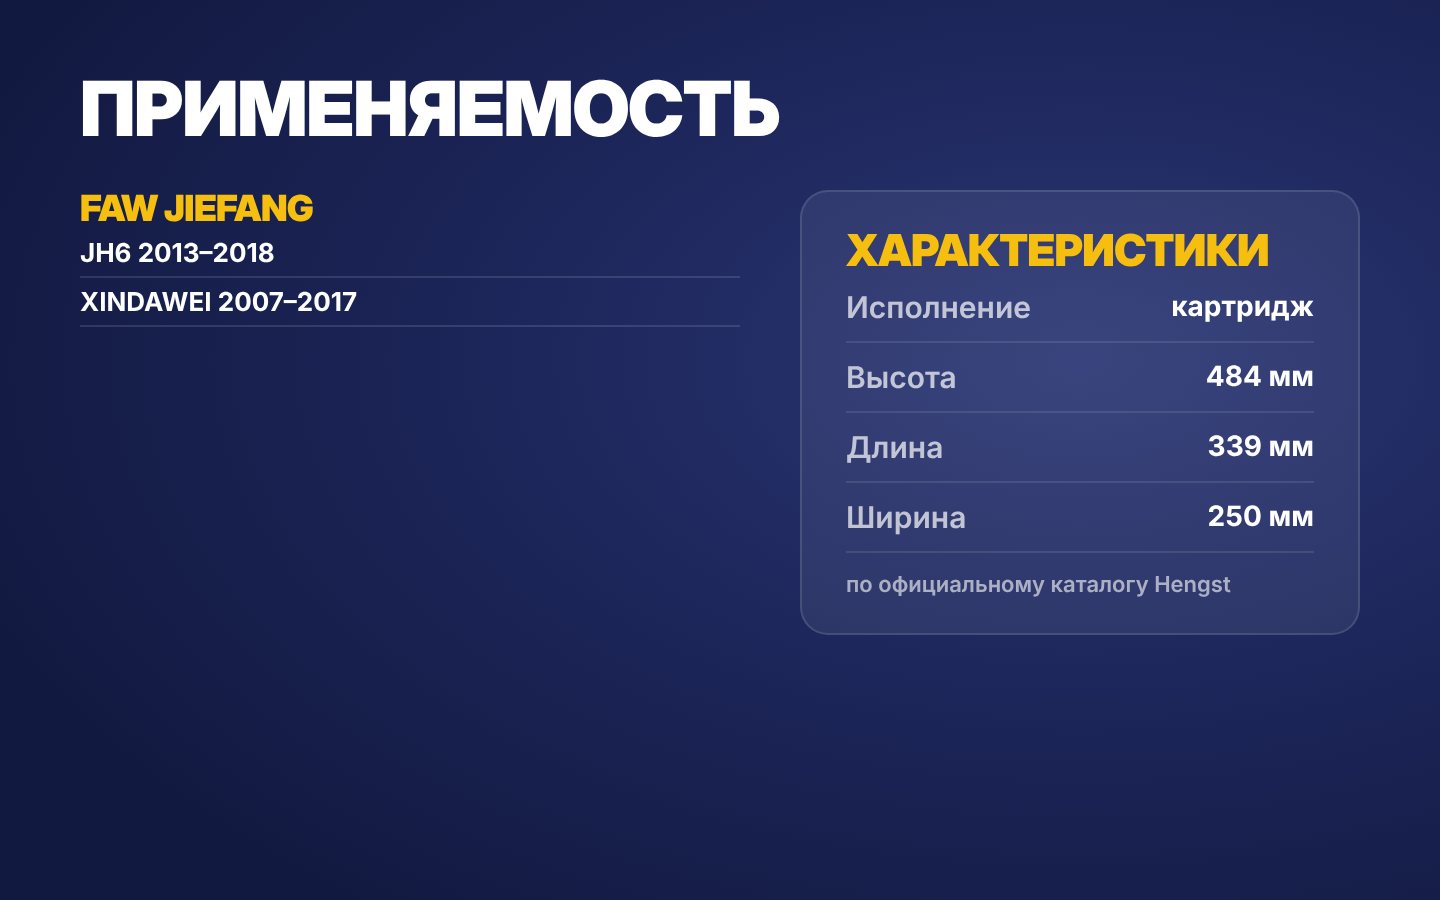 ПРИМЕНЯЕМОСТЬ
FAW JIEFANG
JH6 2013–2018
XINDAWEI 2007–2017
ХАРАКТЕРИСТИКИ
Исполнение картридж
Высота 484 мм
Длина 339 мм
Ширина 250 мм
по официальному каталогу Hengst